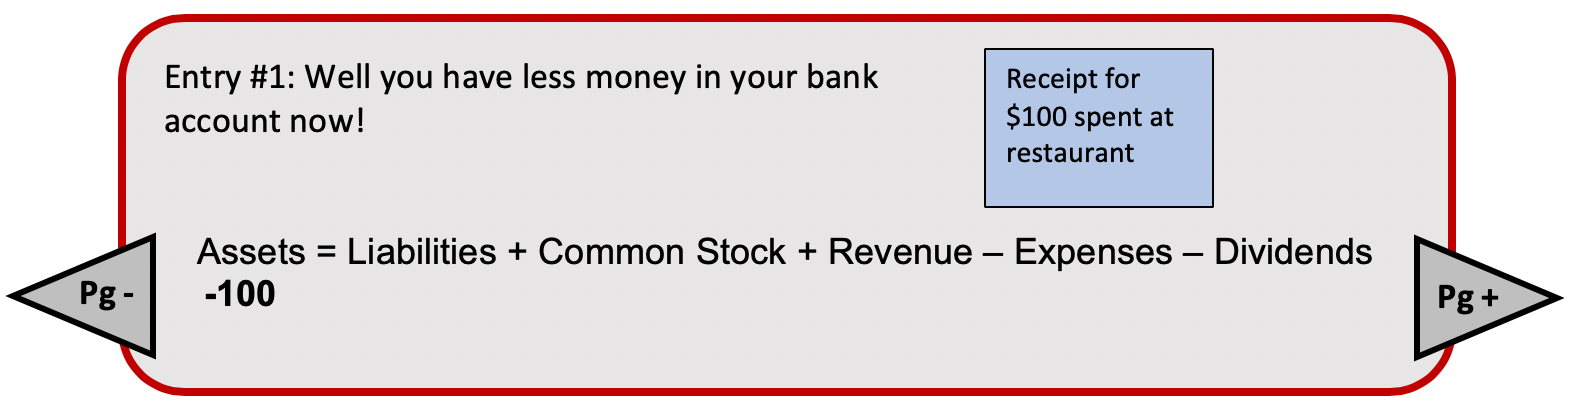 Entry #1: Well you have less money in your bank
account now!
Receipt for
$100 spent at
restaurant
Assets = Liabilities + Common Stock + Revenue – Expenses – Dividends
-100
Pg -
Pg +